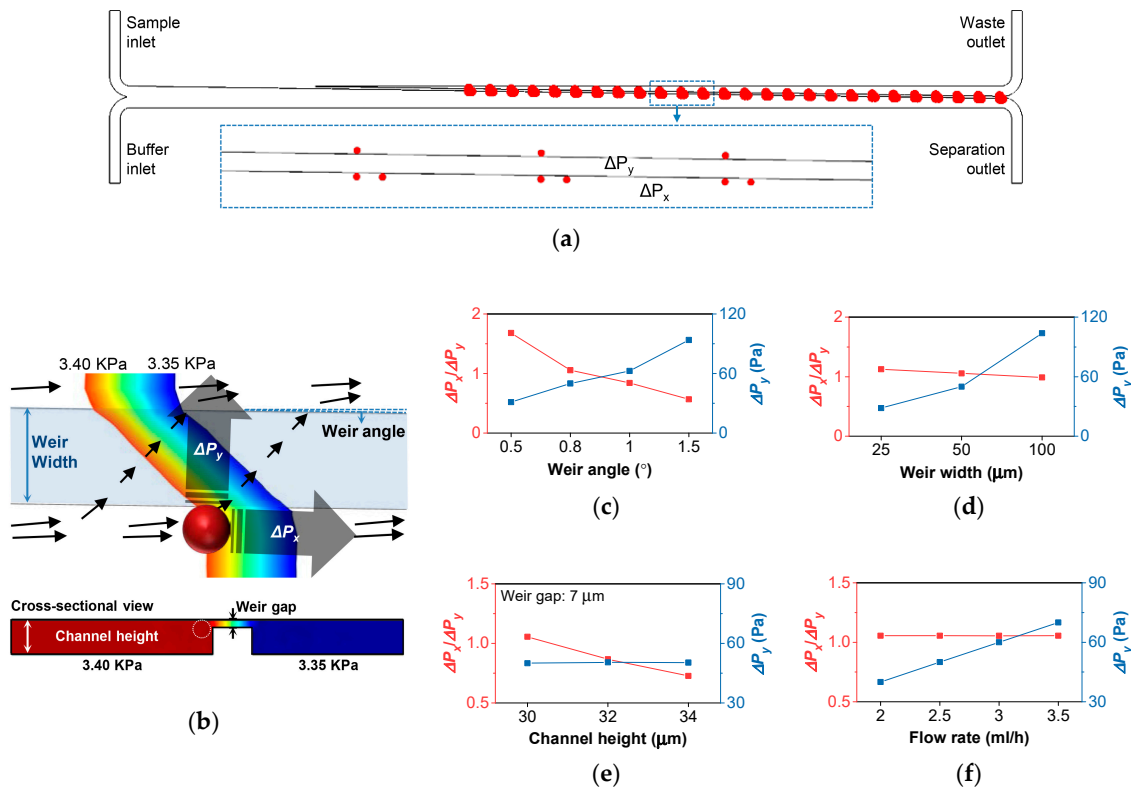 Sample
inlet
Waste
outlet
Buffer
inlet
Separation
outlet
ΔPy
ΔPx
(a)
3.40 KPa
3.35 KPa
Weir
Width
Weir angle
ΔPy
ΔPx
Cross-sectional view
Weir gap
Channel height
3.40 KPa
3.35 KPa
(b)
2
1
0
ΔPx/ΔPy
120
60
0
ΔPy (Pa)
0.5 0.8 1 1.5
Weir angle (°)
(c)
2
1
0
ΔPx/ΔPy
120
60
0
ΔPy (Pa)
25 50 100
Weir width (μm)
(d)
1.5
1.0
0.5
ΔPx/ΔPy
Weir gap: 7 μm
90
60
30
ΔPy (Pa)
30 32 34
Channel height (μm)
(e)
1.5
1.0
0.5
ΔPx/ΔPy
90
60
30
ΔPy (Pa)
2 2.5 3 3.5
Flow rate (ml/h)
(f)